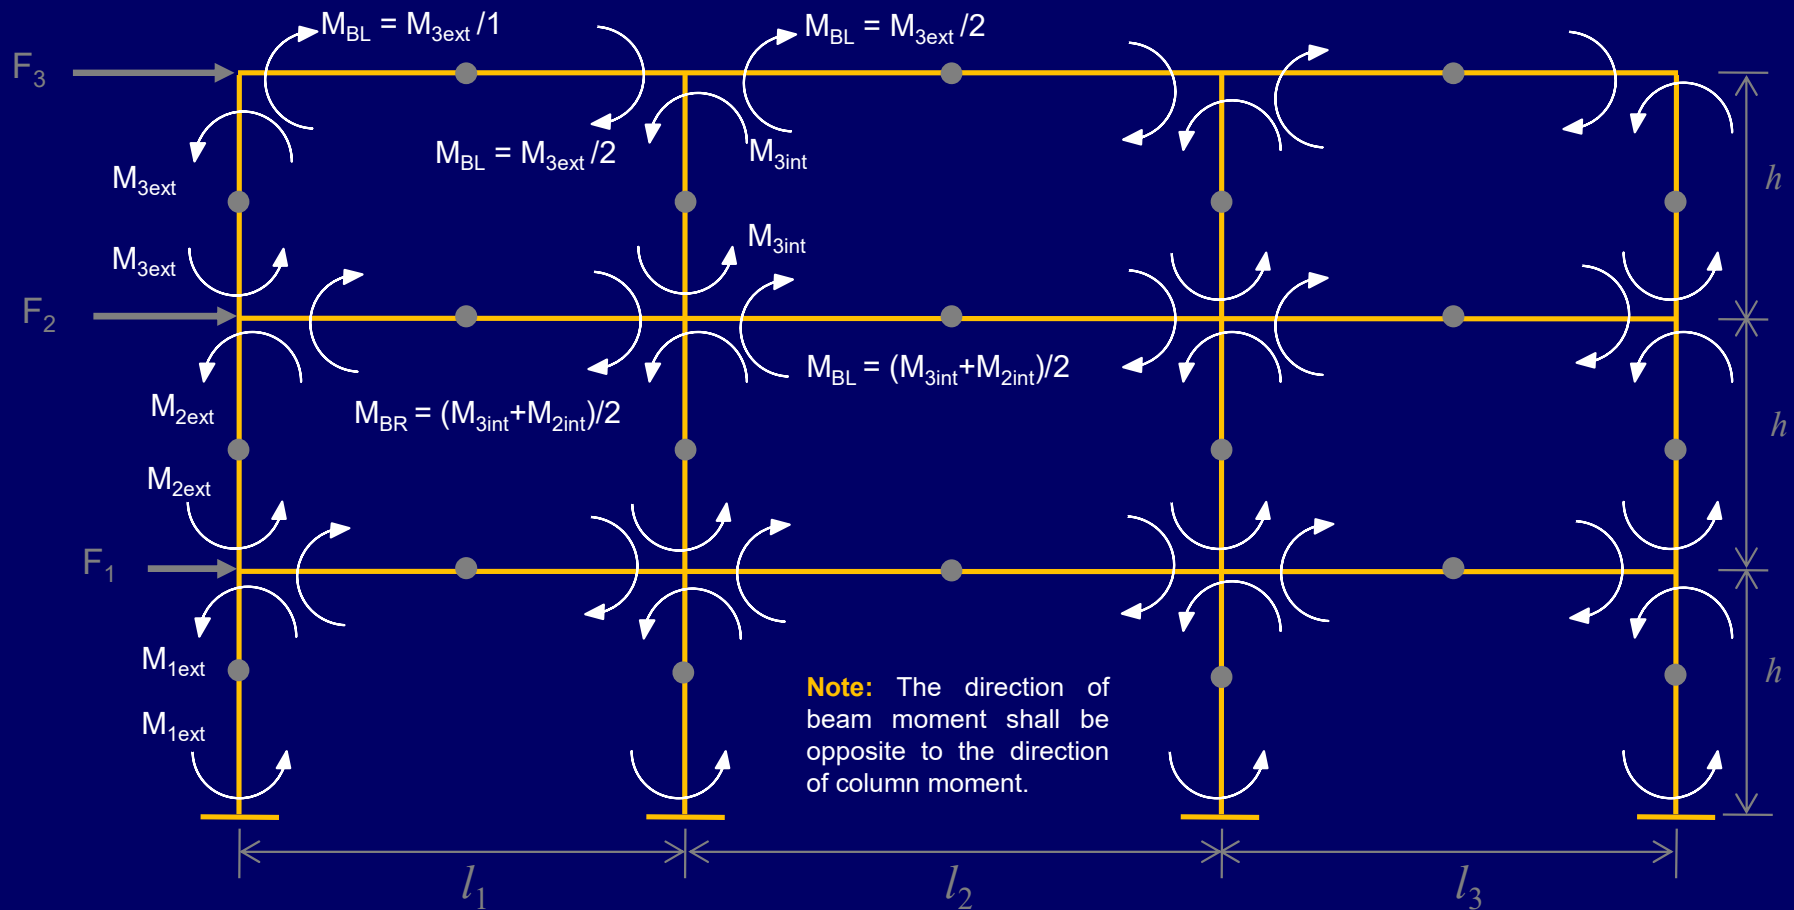 M_BL = M_3ext /1
M_BL = M_3ext /2
F_3
M_BL = M_3ext /2
M_3int
M_3ext
h
M_3int
M_3ext
F_2
M_BL = (M_3int+M_2int)/2
M_2ext
M_BR = (M_3int+M_2int)/2
h
M_2ext
F_1
M_1ext
h
Note: The direction of
beam moment shall be
opposite to the direction
of column moment.
M_1ext
l_1
l_2
l_3